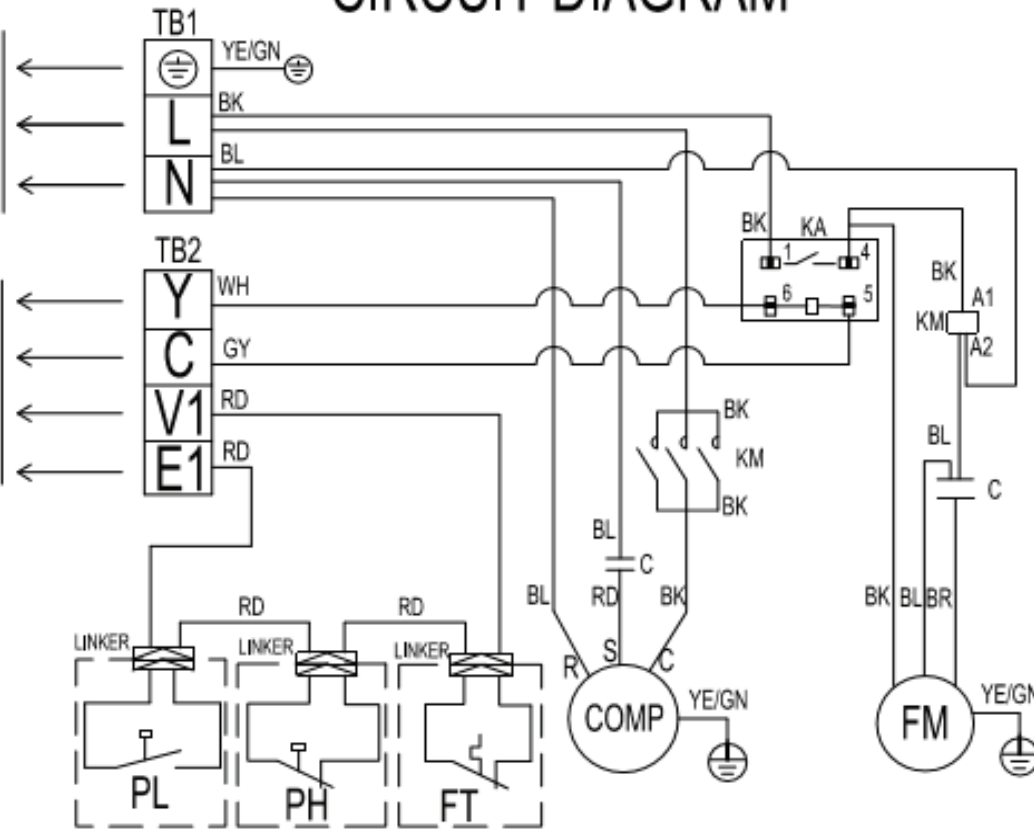 CIRCUIT DIAGRAM
TB1
YE/GN
L
BK
N
BL
TB2
Y
WH
C
GY
V1
RD
E1
RD
BK
KA
1
4
6
5
BK
A1
KM
A2
BK
KM
BK
BL
C
BL
C
BL
RD
BK
BK
BL
BR
R
S
C
COMP
YE/GN
FM
YE/GN
RD
RD
LINKER
LINKER
LINKER
PL
PH
FT